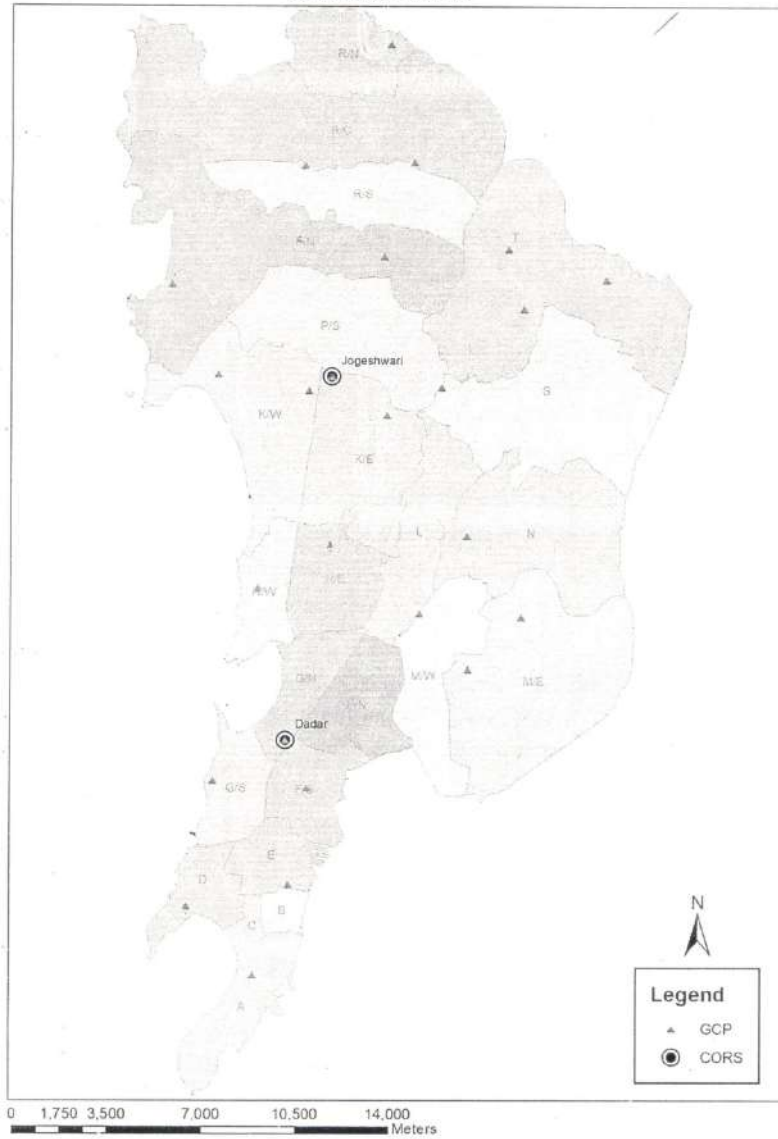 R/N
R/C
R/S
P/N
T
P/S
Jogeshwari
S
K/W
K/E
L
N
H/E
H/W
G/N
M/W
F/N
M/E
Dadar
G/S
F/S
E
D
B
C
A
N
Legend
GCP
CORS
0 1,750 3,500 7,000 10,500 14,000
Meters